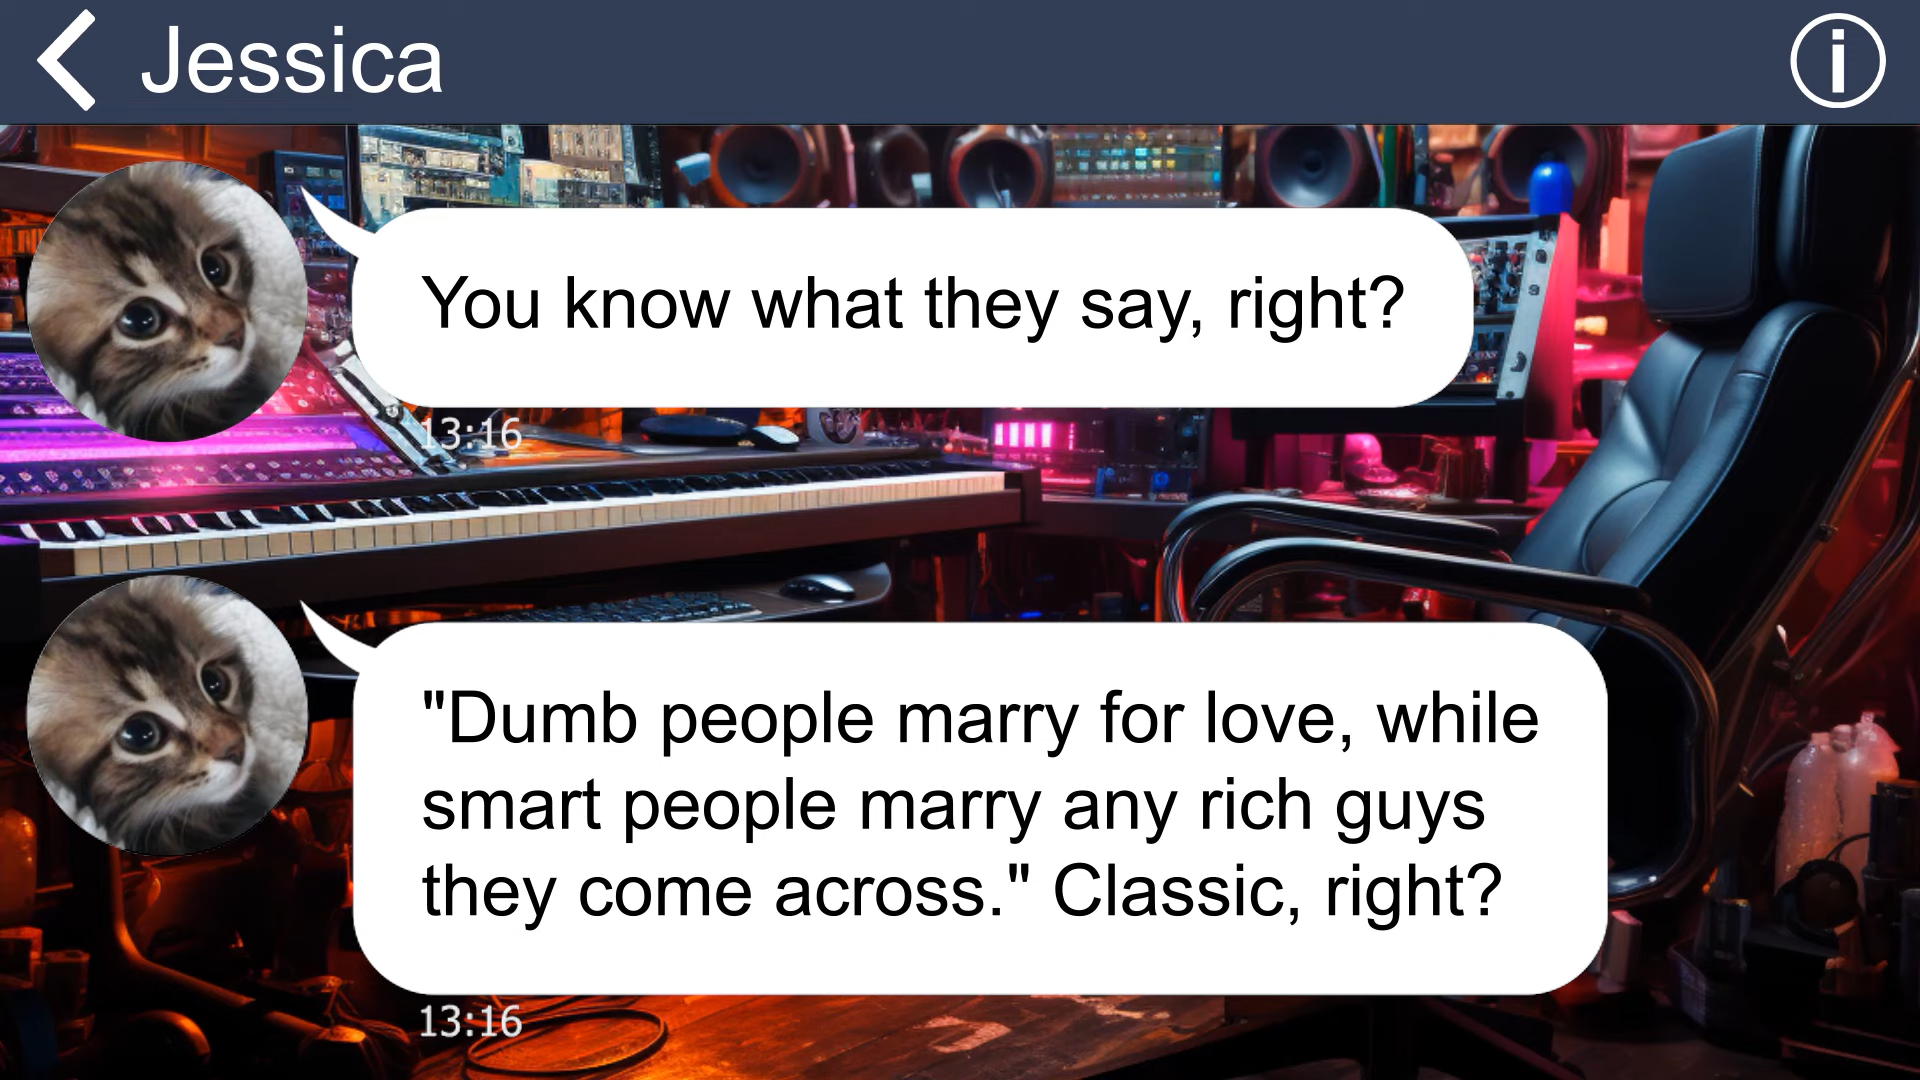 Jessica
You know what they say, right?
13:16
"Dumb people marry for love, while
smart people marry any rich guys
they come across." Classic, right?
13:16